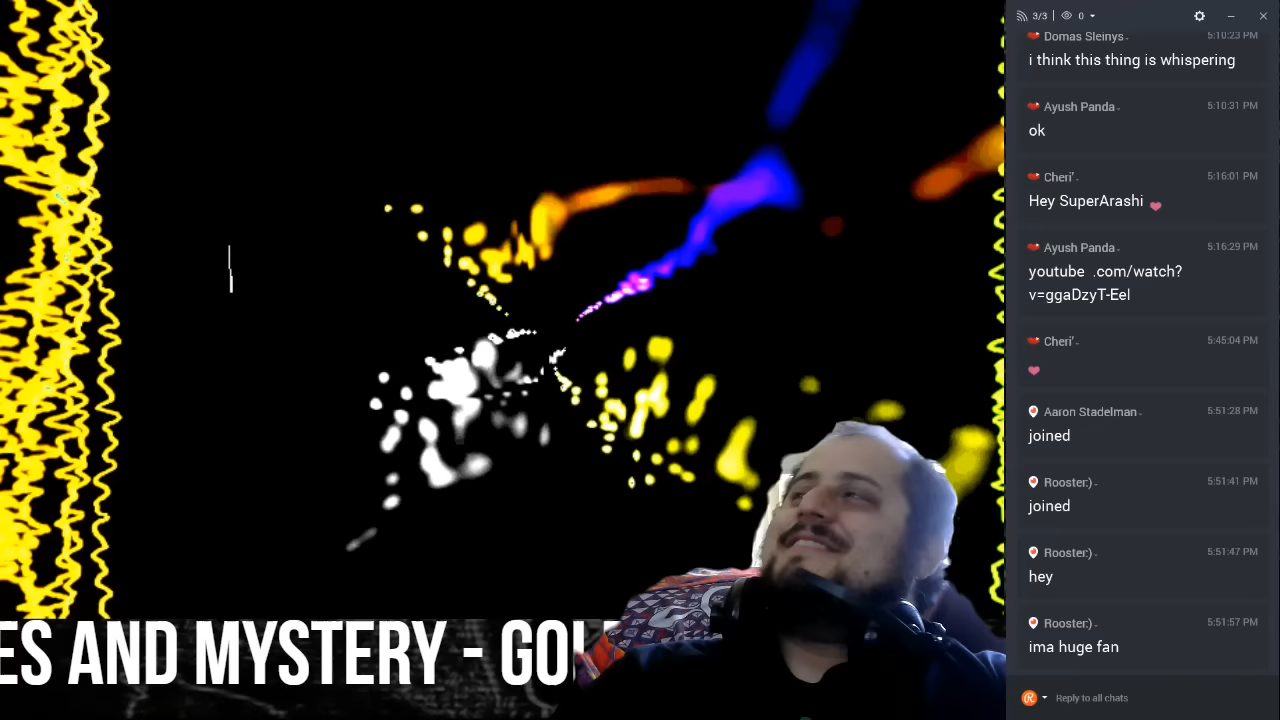 3/3 0
Domas Sleinys
5:10:23 PM
i think this thing is whispering
Ayush Panda
5:10:31 PM
ok
Cheri'
5:16:01 PM
Hey SuperArashi
Ayush Panda
5:16:29 PM
youtube .com/watch?
v=ggaDzyT-EeI
Cheri'
5:45:04 PM
Aaron Stadelman
5:51:28 PM
joined
Rooster:)
5:51:41 PM
joined
Rooster:)
5:51:47 PM
hey
Rooster:)
5:51:57 PM
ima huge fan
Reply to all chats
ES AND MYSTERY - GO